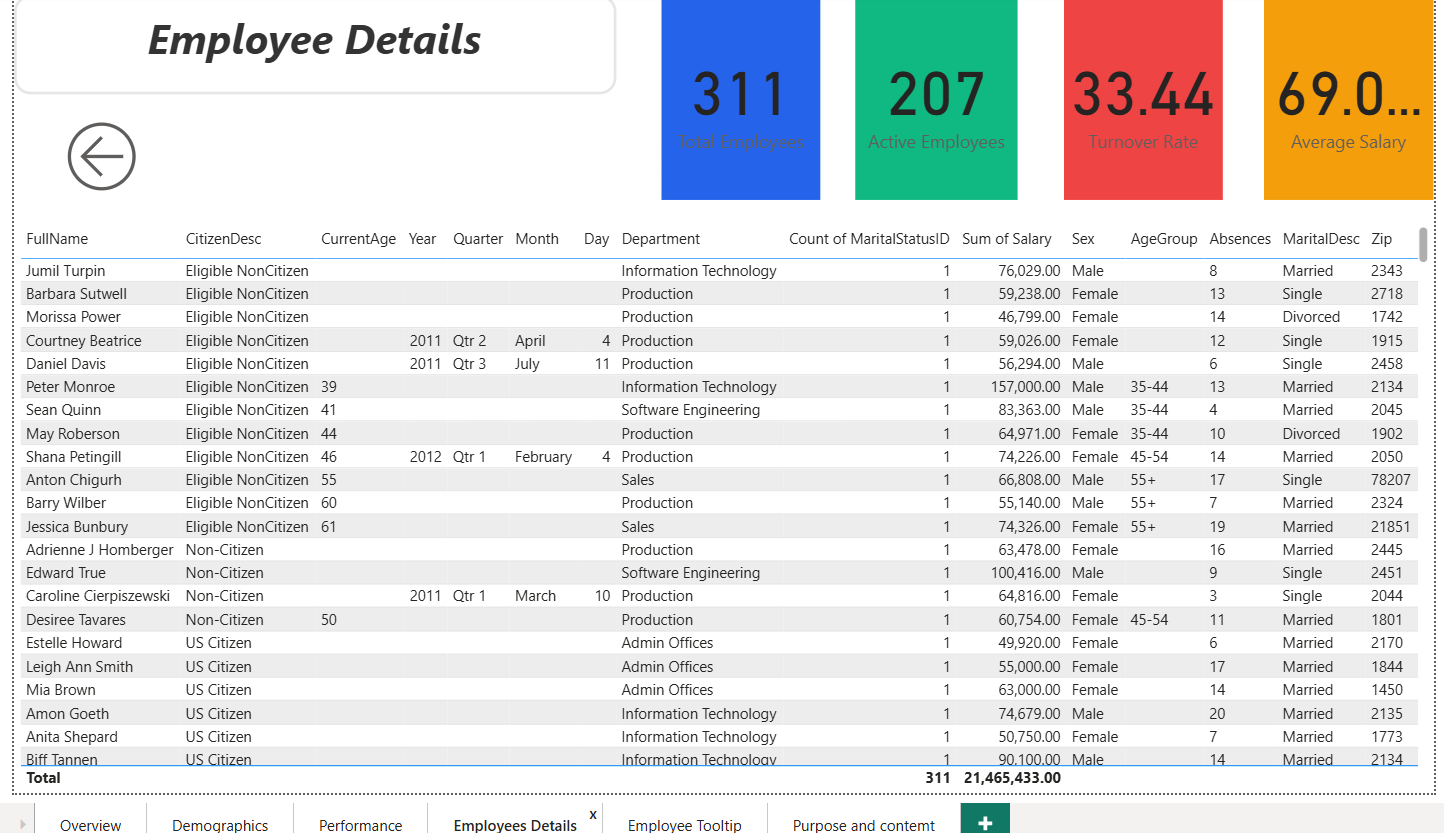 Employee Details
311
Total Employees
207
Active Employees
33.44
Turnover Rate
69.0...
Average Salary
FullName CitizenDesc CurrentAge Year Quarter Month Day Department Count of MaritalStatusID Sum of Salary Sex AgeGroup Absences MaritalDesc Zip
Jumil Turpin Eligible NonCitizen Information Technology 1 76,029.00 Male 8 Married 2343
Barbara Sutwell Eligible NonCitizen Production 1 59,238.00 Female 13 Single 2718
Morissa Power Eligible NonCitizen Production 1 46,799.00 Female 14 Divorced 1742
Courtney Beatrice Eligible NonCitizen 2011 Qtr 2 April 4 Production 1 59,026.00 Female 12 Single 1915
Daniel Davis Eligible NonCitizen 2011 Qtr 3 July 11 Production 1 56,294.00 Male 6 Single 2458
Peter Monroe Eligible NonCitizen 39 Information Technology 1 157,000.00 Male 35-44 13 Married 2134
Sean Quinn Eligible NonCitizen 41 Software Engineering 1 83,363.00 Male 35-44 4 Married 2045
May Roberson Eligible NonCitizen 44 Production 1 64,971.00 Female 35-44 10 Divorced 1902
Shana Petingill Eligible NonCitizen 46 2012 Qtr 1 February 4 Production 1 74,226.00 Female 45-54 14 Married 2050
Anton Chigurh Eligible NonCitizen 55 Sales 1 66,808.00 Male 55+ 17 Single 78207
Barry Wilber Eligible NonCitizen 60 Production 1 55,140.00 Male 55+ 7 Married 2324
Jessica Bunbury Eligible NonCitizen 61 Sales 1 74,326.00 Female 55+ 19 Married 21851
Adrienne J Homberger Non-Citizen Production 1 63,478.00 Female 16 Married 2445
Edward True Non-Citizen Software Engineering 1 100,416.00 Male 9 Single 2451
Caroline Cierpiszewski Non-Citizen 2011 Qtr 1 March 10 Production 1 64,816.00 Female 3 Single 2044
Desiree Tavares Non-Citizen 50 Production 1 60,754.00 Female 45-54 11 Married 1801
Estelle Howard US Citizen Admin Offices 1 49,920.00 Female 6 Married 2170
Leigh Ann Smith US Citizen Admin Offices 1 55,000.00 Female 17 Married 1844
Mia Brown US Citizen Admin Offices 1 63,000.00 Female 14 Married 1450
Amon Goeth US Citizen Information Technology 1 74,679.00 Male 20 Married 2135
Anita Shepard US Citizen Information Technology 1 50,750.00 Female 7 Married 1773
Biff Tannen US Citizen Information Technology 1 90,100.00 Male 14 Married 2134
Total 311 21,465,433.00
Overview Demographics Performance Employees Details x Employee Tooltip Purpose and contemt +